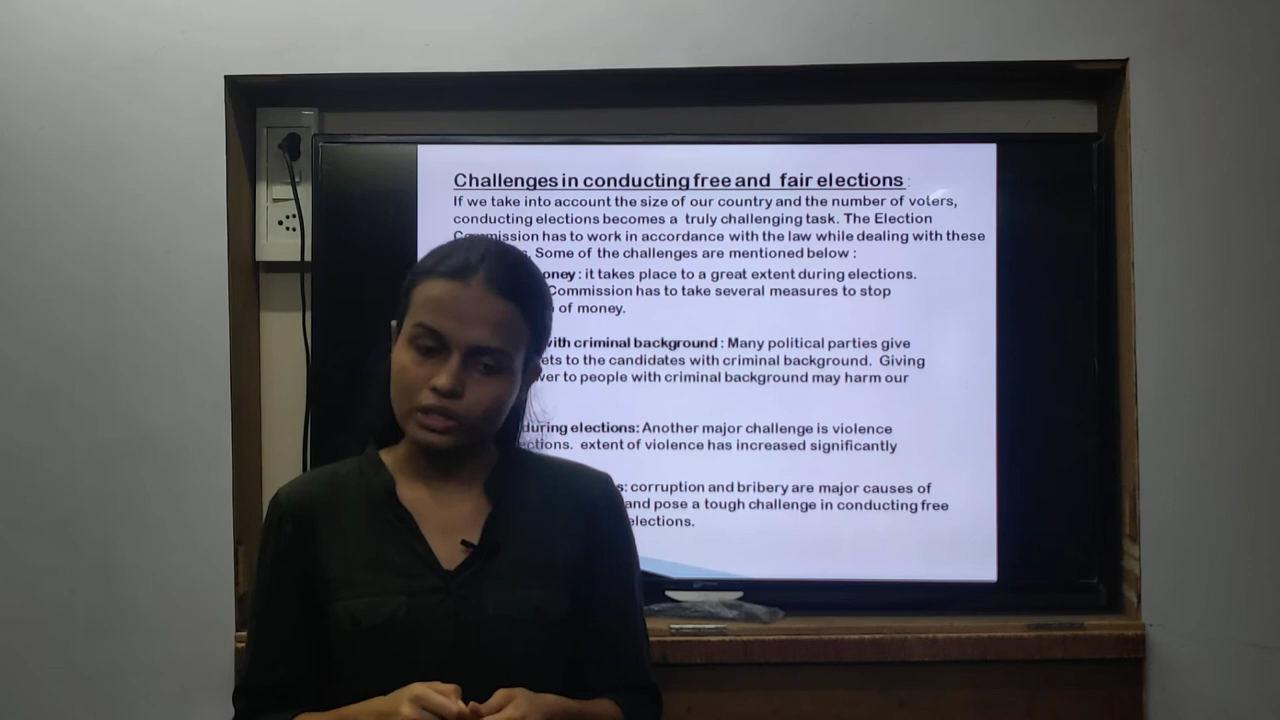 Challenges in conducting free and fair elections :
If we take into account the size of our country and the number of voters,
conducting elections becomes a truly challenging task. The Election
Commission has to work in accordance with the law while dealing with these
Some of the challenges are mentioned below :
oney : it takes place to a great extent during elections.
Commission has to take several measures to stop
of money.
with criminal background : Many political parties give
ets to the candidates with criminal background. Giving
ver to people with criminal background may harm our
during elections: Another major challenge is violence
ections. extent of violence has increased significantly
s: corruption and bribery are major causes of
and pose a tough challenge in conducting free
elections.